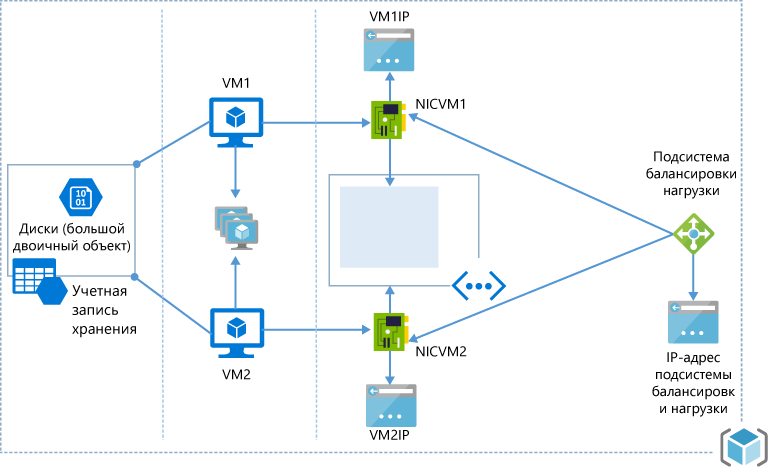 VM1IP
VM1
NICVM1
Подсистема
балансировки
нагрузки
10
01
Диски (большой
двоичный объект)
Учетная
запись
хранения
VM2
NICVM2
VM2IP
IP-адрес
подсистемы
балансировк
и нагрузки